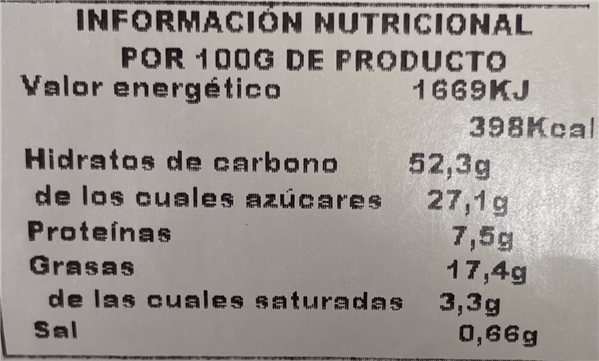 INFORMACIÓN NUTRICIONAL
POR 100G DE PRODUCTO
Valor energético 1669KJ
398Kcal
Hidratos de carbono 52,3g
de los cuales azúcares 27,1g
Proteínas 7,5g
Grasas 17,4g
de las cuales saturadas 3,3g
Sal 0,66g